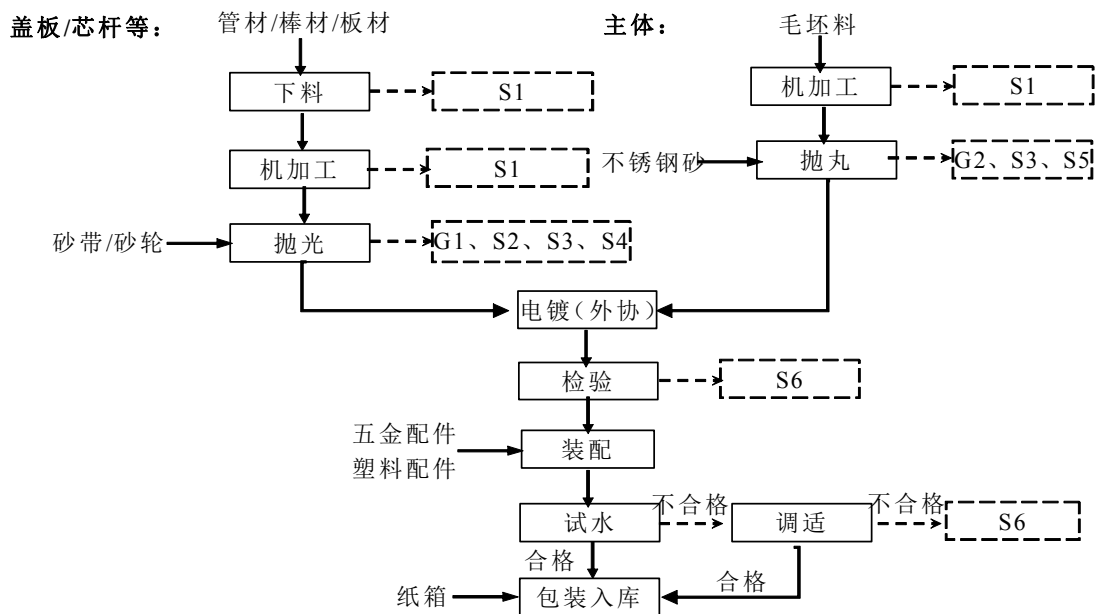 盖板/芯杆等：
管材/棒材/板材
主体：
毛坯料
下料
S1
机加工
S1
机加工
S1
不锈钢砂
抛丸
G2、S3、S5
砂带/砂轮
抛光
G1、S2、S3、S4
电镀（外协）
检验
S6
五金配件
塑料配件
装配
试水
不合格
调适
不合格
S6
合格
合格
纸箱
包装入库